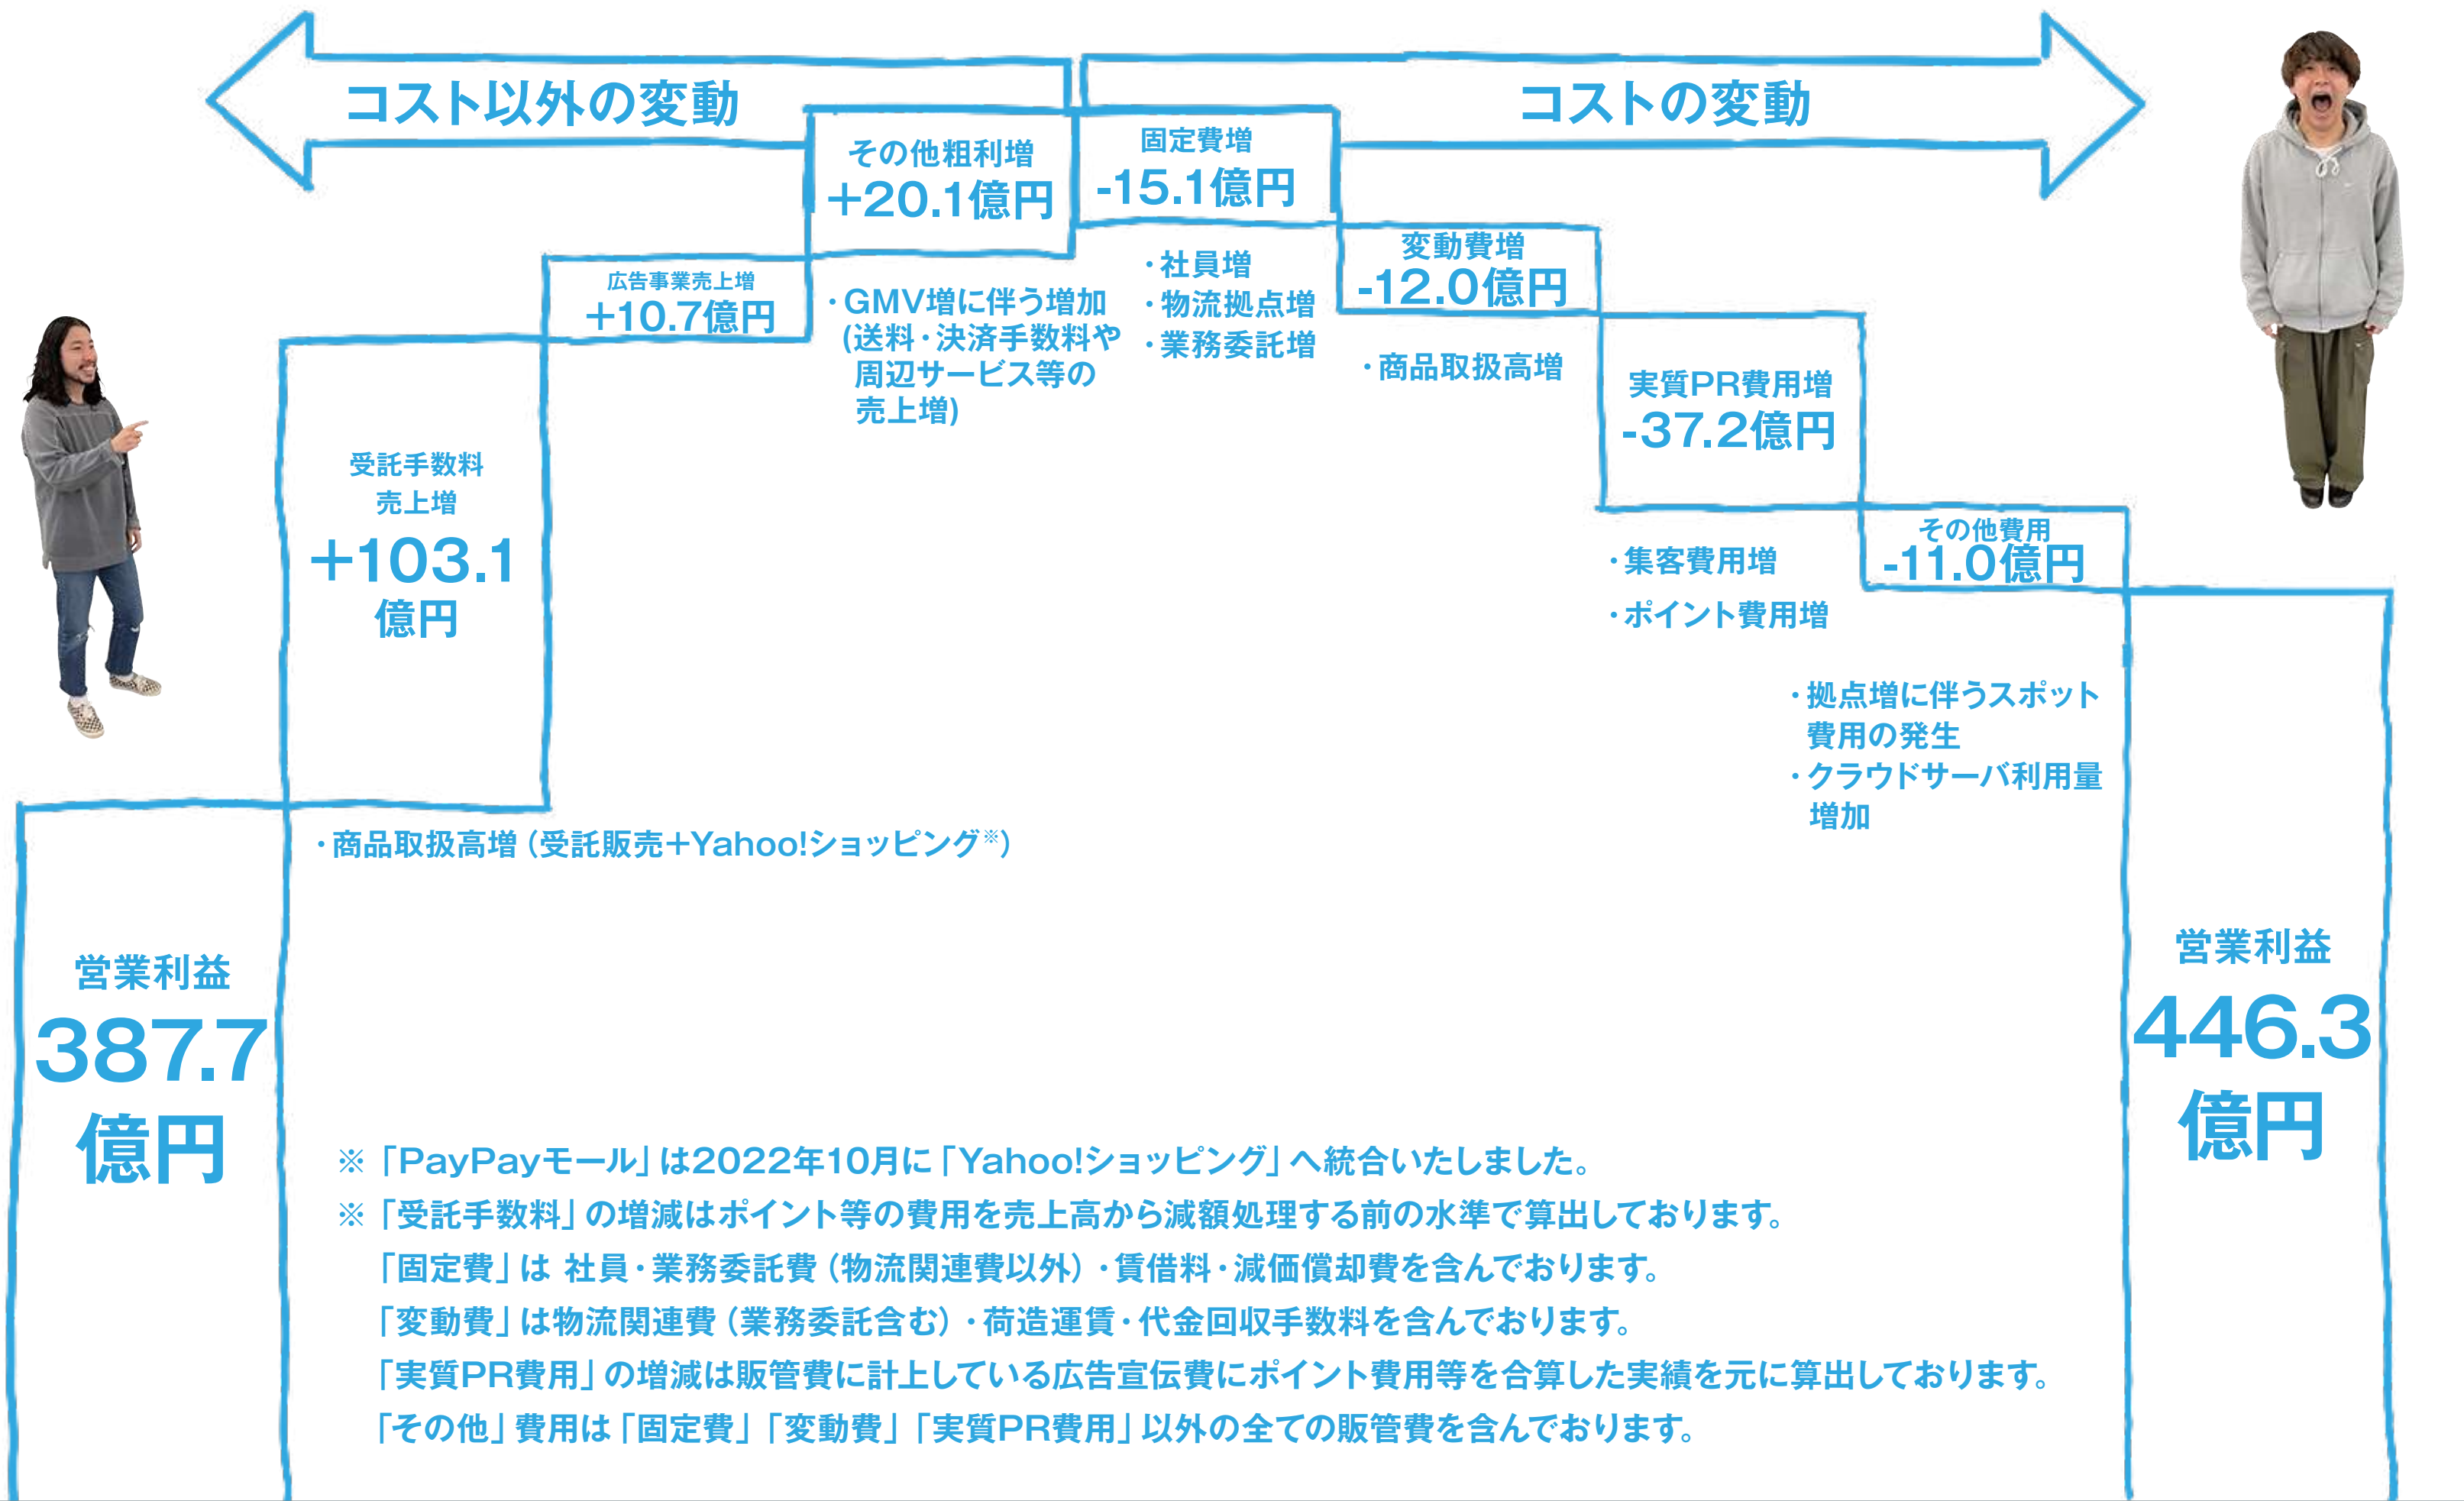 コスト以外の変動
コストの変動
その他粗利増
+20.1億円
固定費増
-15.1億円
広告事業売上増
+10.7億円
・GMV増に伴う増加
(送料・決済手数料や
周辺サービス等の
売上増)
・社員増
・物流拠点増
・業務委託増
変動費増
-12.0億円
・商品取扱高増
実質PR費用増
-37.2億円
・集客費用増
・ポイント費用増
その他費用
-11.0億円
・拠点増に伴うスポット
費用の発生
・クラウドサーバ利用量
増加
受託手数料
売上増
+103.1
億円
・商品取扱高増（受託販売+Yahoo!ショッピング※）
営業利益
387.7
億円
営業利益
446.3
億円
※「PayPayモール」は2022年10月に「Yahoo!ショッピング」へ統合いたしました。
※「受託手数料」の増減はポイント等の費用を売上高から減額処理する前の水準で算出しております。
「固定費」は 社員・業務委託費（物流関連費以外）・賃借料・減価償却費を含んでおります。
「変動費」は物流関連費（業務委託含む）・荷造運賃・代金回収手数料を含んでおります。
「実質PR費用」の増減は販管費に計上している広告宣伝費にポイント費用等を合算した実績を元に算出しております。
「その他」費用は「固定費」「変動費」「実質PR費用」以外の全ての販管費を含んでおります。